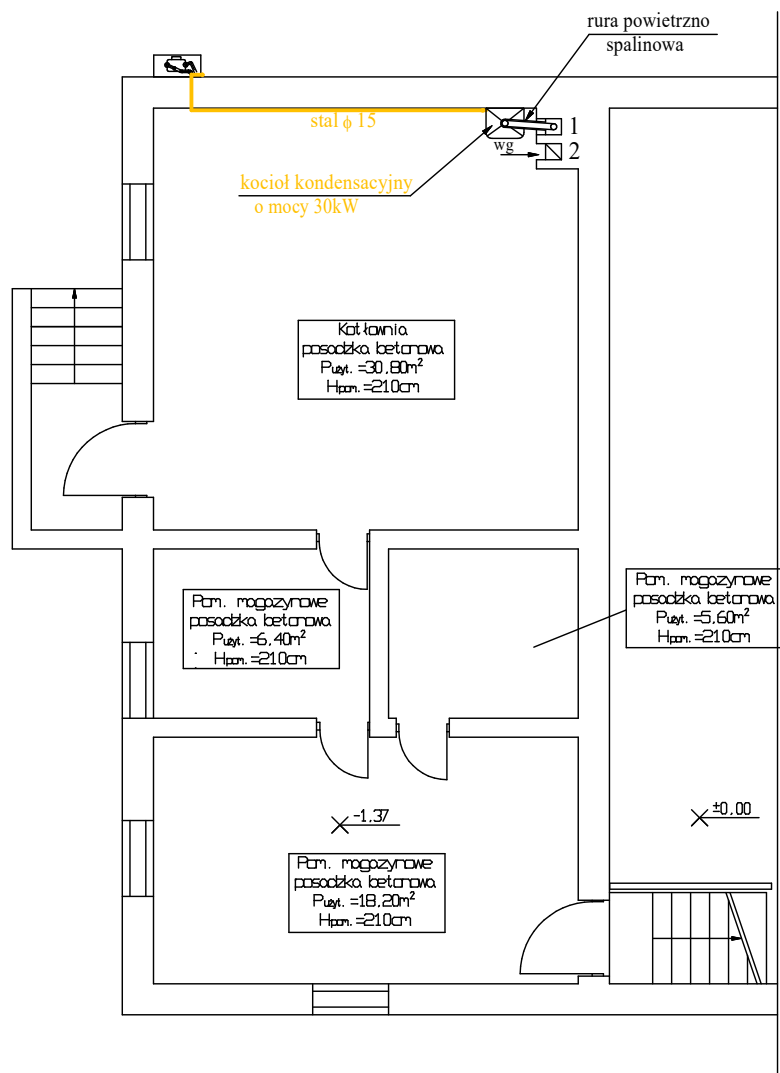 rura powietrzno
spalinowa
stal ϕ 15
1
wg
2
kocioł kondensacyjny
o mocy 30kW
Kotłownia
posadzka betonowa
Pużyt. =30,80m²
Hpom. =210cm
Pom. magazynowe
posadzka betonowa
Pużyt. =6,40m²
Hpom. =210cm
Pom. magazynowe
posadzka betonowa
Pużyt. =5,60m²
Hpom. =210cm
-1,37
±0,00
Pom. magazynowe
posadzka betonowa
Pużyt. =18,20m²
Hpom. =210cm